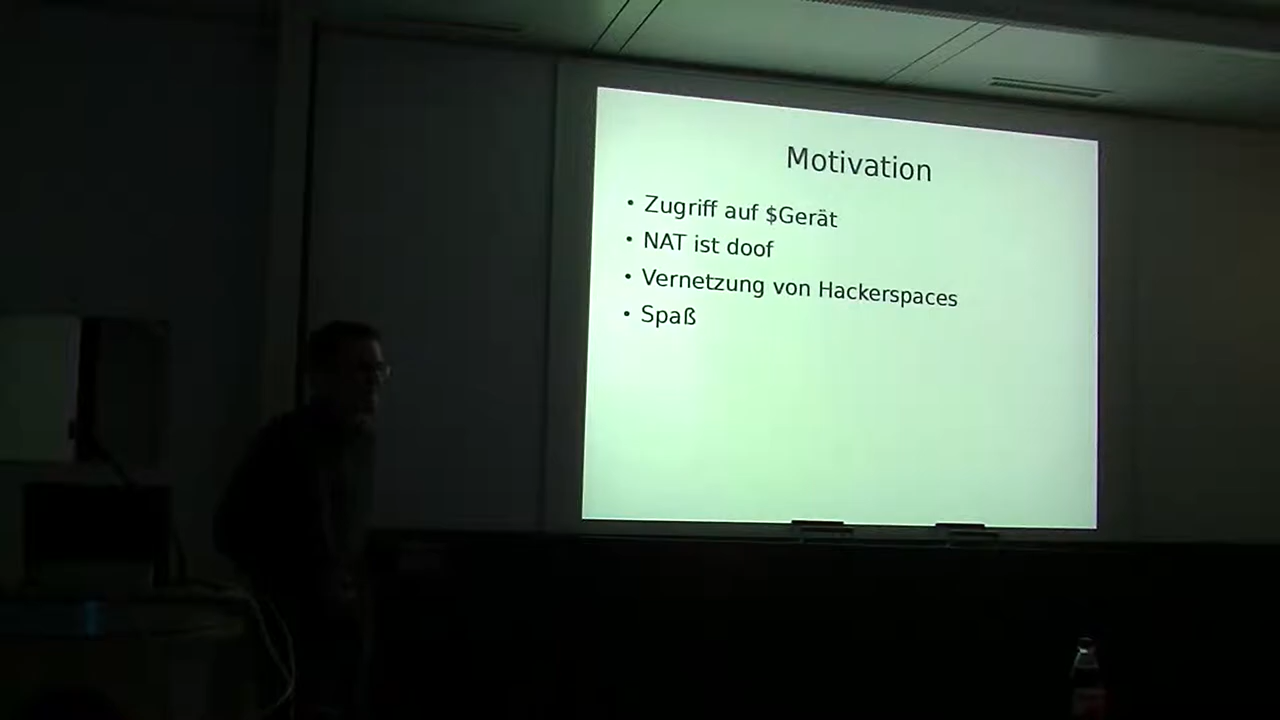 Motivation
• Zugriff auf $Gerät
• NAT ist doof
• Vernetzung von Hackerspaces
• Spaß